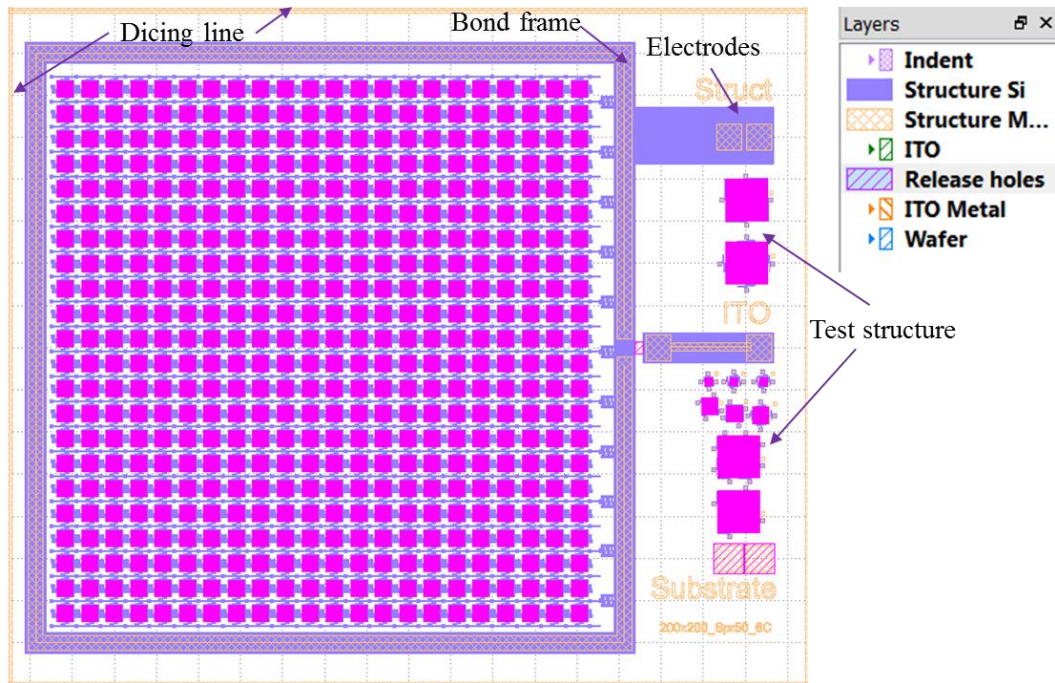 Dicing line
Bond frame
Electrodes
Struct
ITO
Test structure
Substrate
200x200_Spr50_6C
Layers
Indent
Structure Si
Structure M...
ITO
Release holes
ITO Metal
Wafer